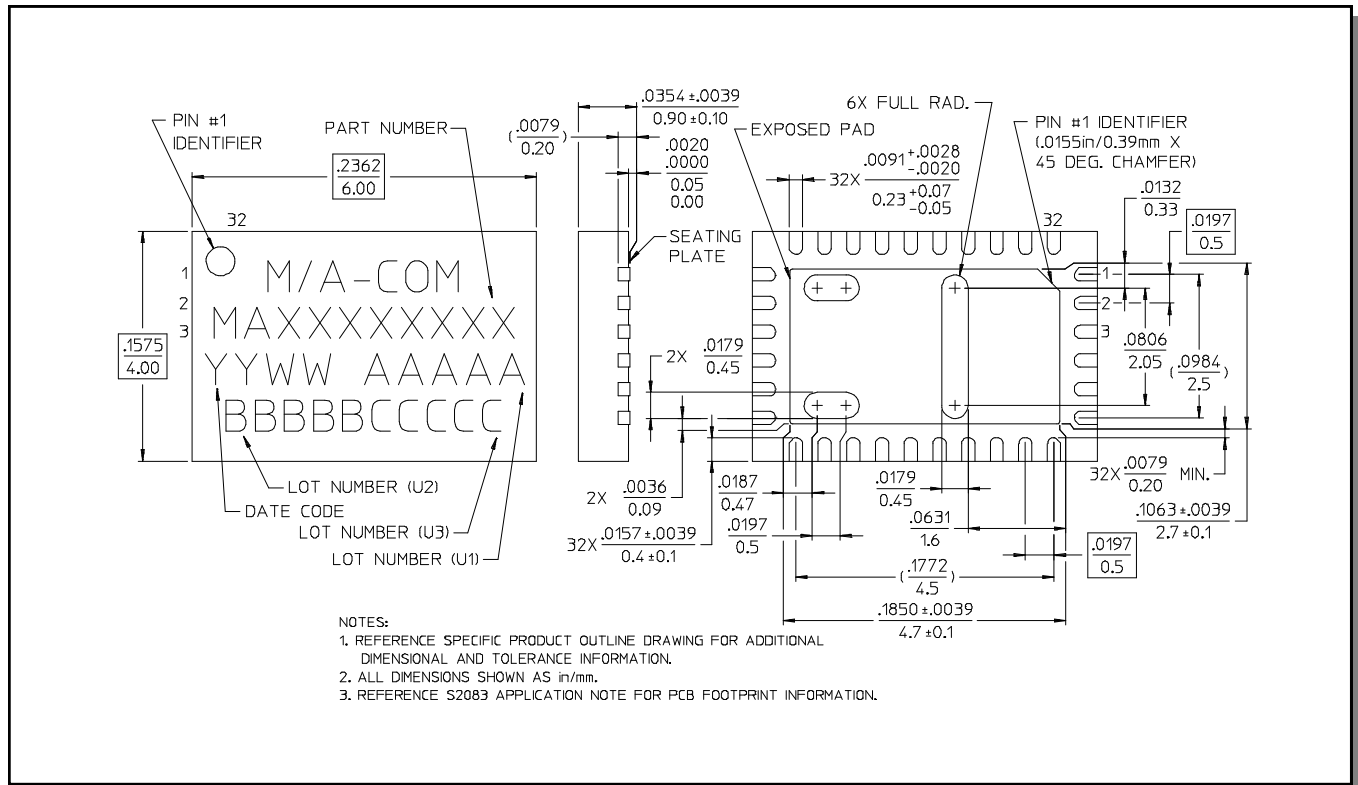 PIN #1
IDENTIFIER
PART NUMBER
.2362
6.00
32
1
2
3
.1575
4.00
M/A-COM
MAXXXXXXXXX
YYWW AAAAA
BBBBBCCCCC
LOT NUMBER (U2)
DATE CODE
LOT NUMBER (U3)
LOT NUMBER (U1)
.0354 ±.0039
0.90 ±0.10
(.0079)
0.20
.0020
.0000
0.05
0.00
SEATING
PLATE
EXPOSED PAD
6X FULL RAD.
32X .0091 +.0028
-.0020
0.23 +0.07
-0.05
PIN #1 IDENTIFIER
(.0155in/0.39mm X
45 DEG. CHAMFER)
32
.0132
0.33
.0197
0.5
1
2
3
.0806
2.05
(.0984)
2.5
2X .0179
0.45
2X .0036
0.09
32X .0157 ±.0039
0.4 ±0.1
.0187
0.47
.0197
0.5
.0179
0.45
.0631
1.6
32X .0079 MIN.
0.20
.1063 ±.0039
2.7 ±0.1
.0197
0.5
(.1772)
4.5
.1850 ±.0039
4.7 ±0.1
NOTES:
1. REFERENCE SPECIFIC PRODUCT OUTLINE DRAWING FOR ADDITIONAL
DIMENSIONAL AND TOLERANCE INFORMATION.
2. ALL DIMENSIONS SHOWN AS in/mm.
3. REFERENCE S2083 APPLICATION NOTE FOR PCB FOOTPRINT INFORMATION.